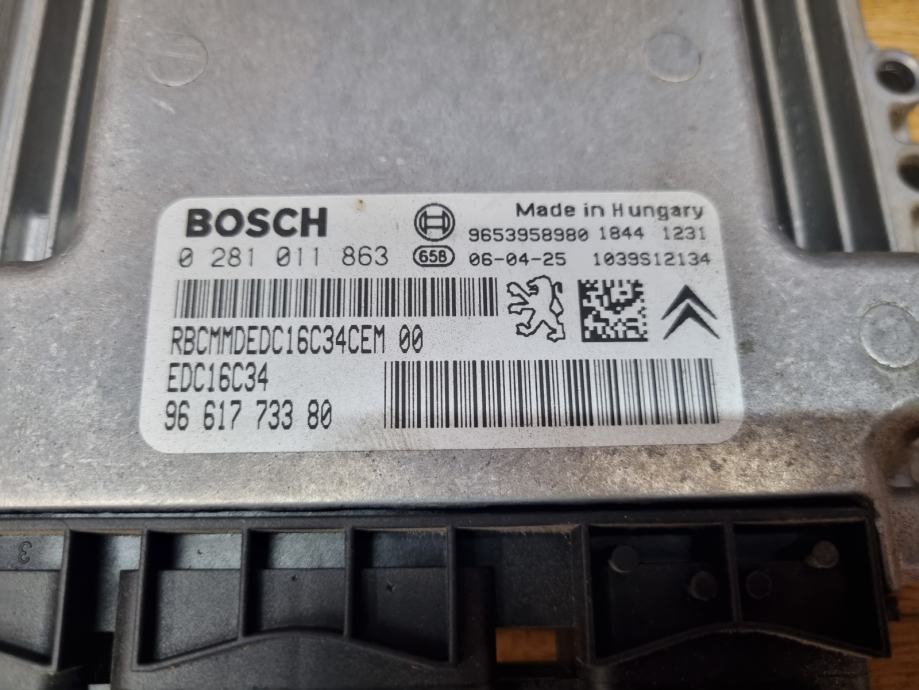 BOSCH
Made in Hungary
9653958980 1844 1231
0 281 011 863
658 06-04-25 1039S12134
RBCMMDEDC16C34CEM 00
EDC16C34
96 617 733 80
3